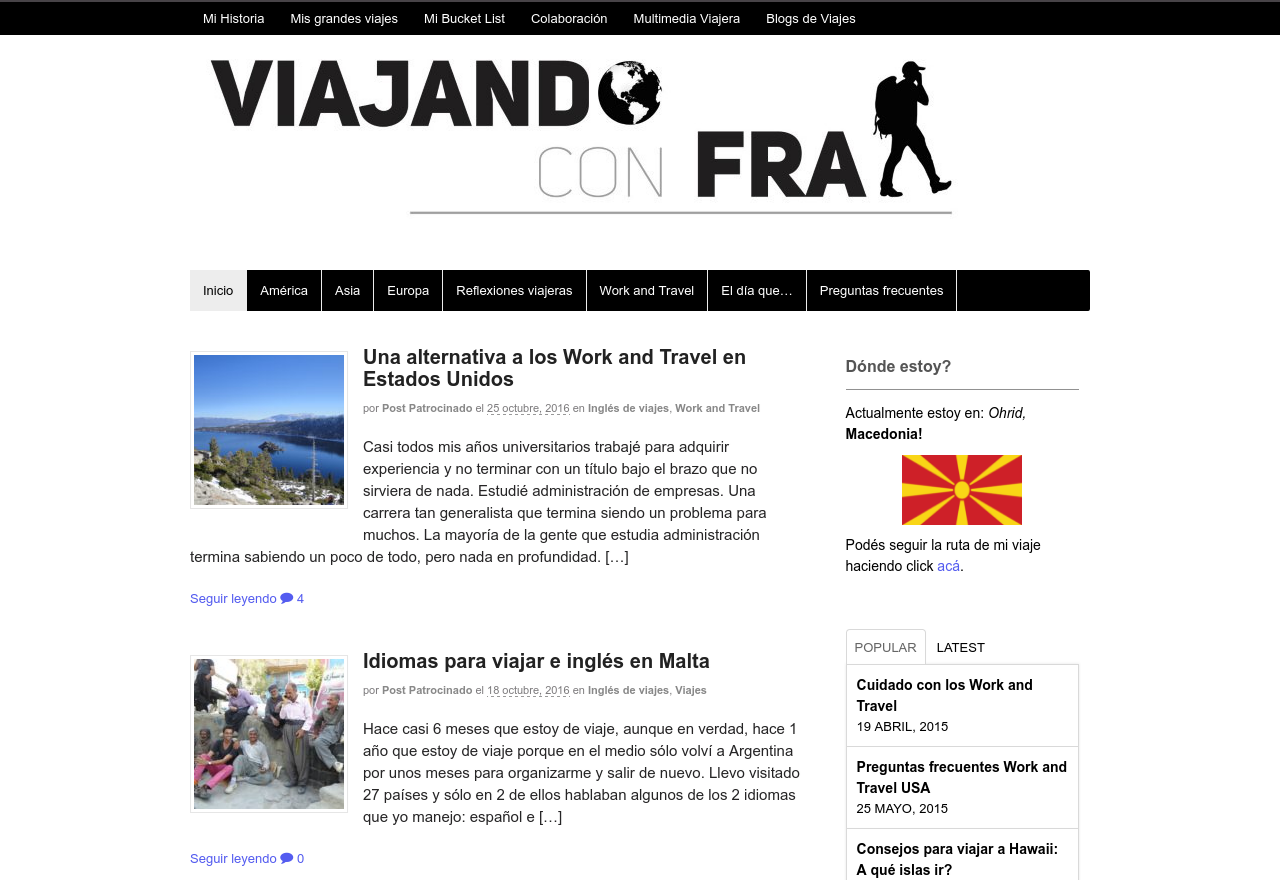 Mi Historia Mis grandes viajes Mi Bucket List Colaboración Multimedia Viajera Blogs de Viajes
VIAJANDO
CON FRAN
Inicio América Asia Europa Reflexiones viajeras Work and Travel El día que… Preguntas frecuentes
Una alternativa a los Work and Travel en
Estados Unidos
por Post Patrocinado el 25 octubre, 2016 en Inglés de viajes, Work and Travel
Casi todos mis años universitarios trabajé para adquirir
experiencia y no terminar con un título bajo el brazo que no
sirviera de nada. Estudié administración de empresas. Una
carrera tan generalista que termina siendo un problema para
muchos. La mayoría de la gente que estudia administración
termina sabiendo un poco de todo, pero nada en profundidad. […]
Seguir leyendo 4
Idiomas para viajar e inglés en Malta
por Post Patrocinado el 18 octubre, 2016 en Inglés de viajes, Viajes
Hace casi 6 meses que estoy de viaje, aunque en verdad, hace 1
año que estoy de viaje porque en el medio sólo volví a Argentina
por unos meses para organizarme y salir de nuevo. Llevo visitado
27 países y sólo en 2 de ellos hablaban algunos de los 2 idiomas
que yo manejo: español e […]
Seguir leyendo 0
Dónde estoy?
Actualmente estoy en: Ohrid,
Macedonia!
Podés seguir la ruta de mi viaje
haciendo click acá.
POPULAR LATEST
Cuidado con los Work and
Travel
19 ABRIL, 2015
Preguntas frecuentes Work and
Travel USA
25 MAYO, 2015
Consejos para viajar a Hawaii:
A qué islas ir?